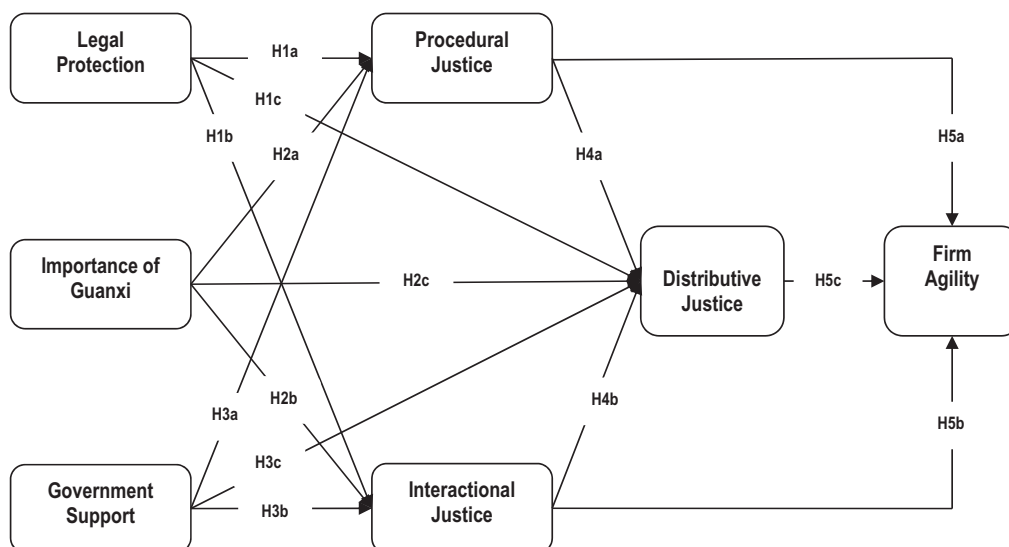 Legal
Protection
H1a
Procedural
Justice
H1c
H1b
H2a
H4a
H5a
Importance of
Guanxi
H2c
Distributive
Justice
H5c
Firm
Agility
H3a
H2b
H4b
H5b
H3c
Government
Support
H3b
Interactional
Justice